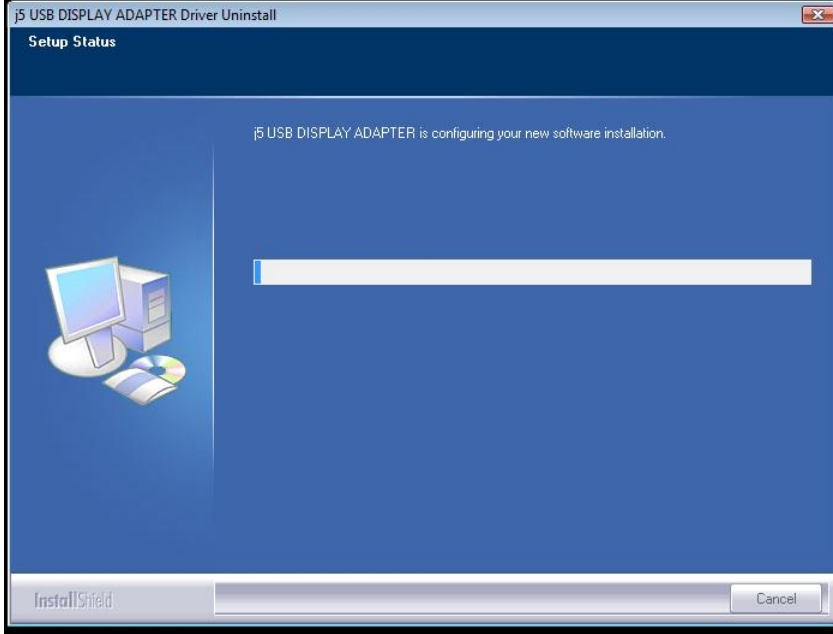 j5 USB DISPLAY ADAPTER Driver Uninstall
Setup Status
j5 USB DISPLAY ADAPTER is configuring your new software installation.
InstallShield
Cancel